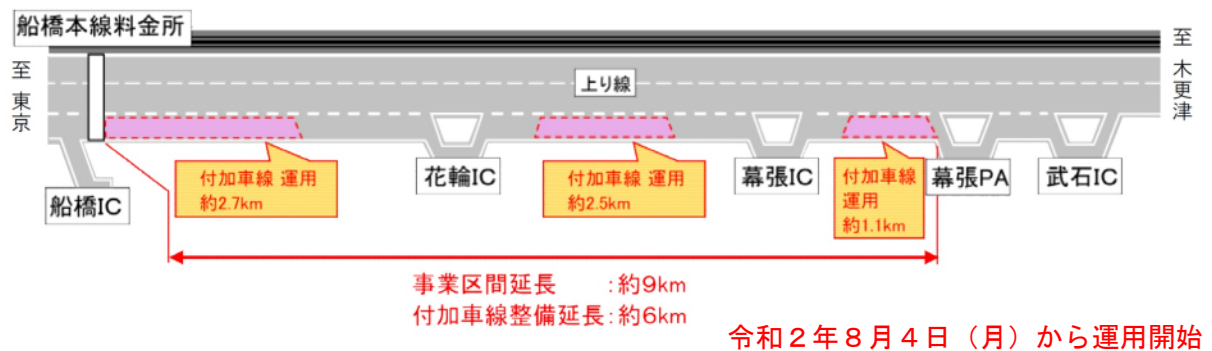 船橋本線料金所
至 東京
上り線
至 木更津
船橋IC
付加車線 運用
約2.7km
花輪IC
付加車線 運用
約2.5km
幕張IC
付加車線
運用
約1.1km
幕張PA
武石IC
事業区間延長 :約9km
付加車線整備延長:約6km
令和2年8月4日（月）から運用開始